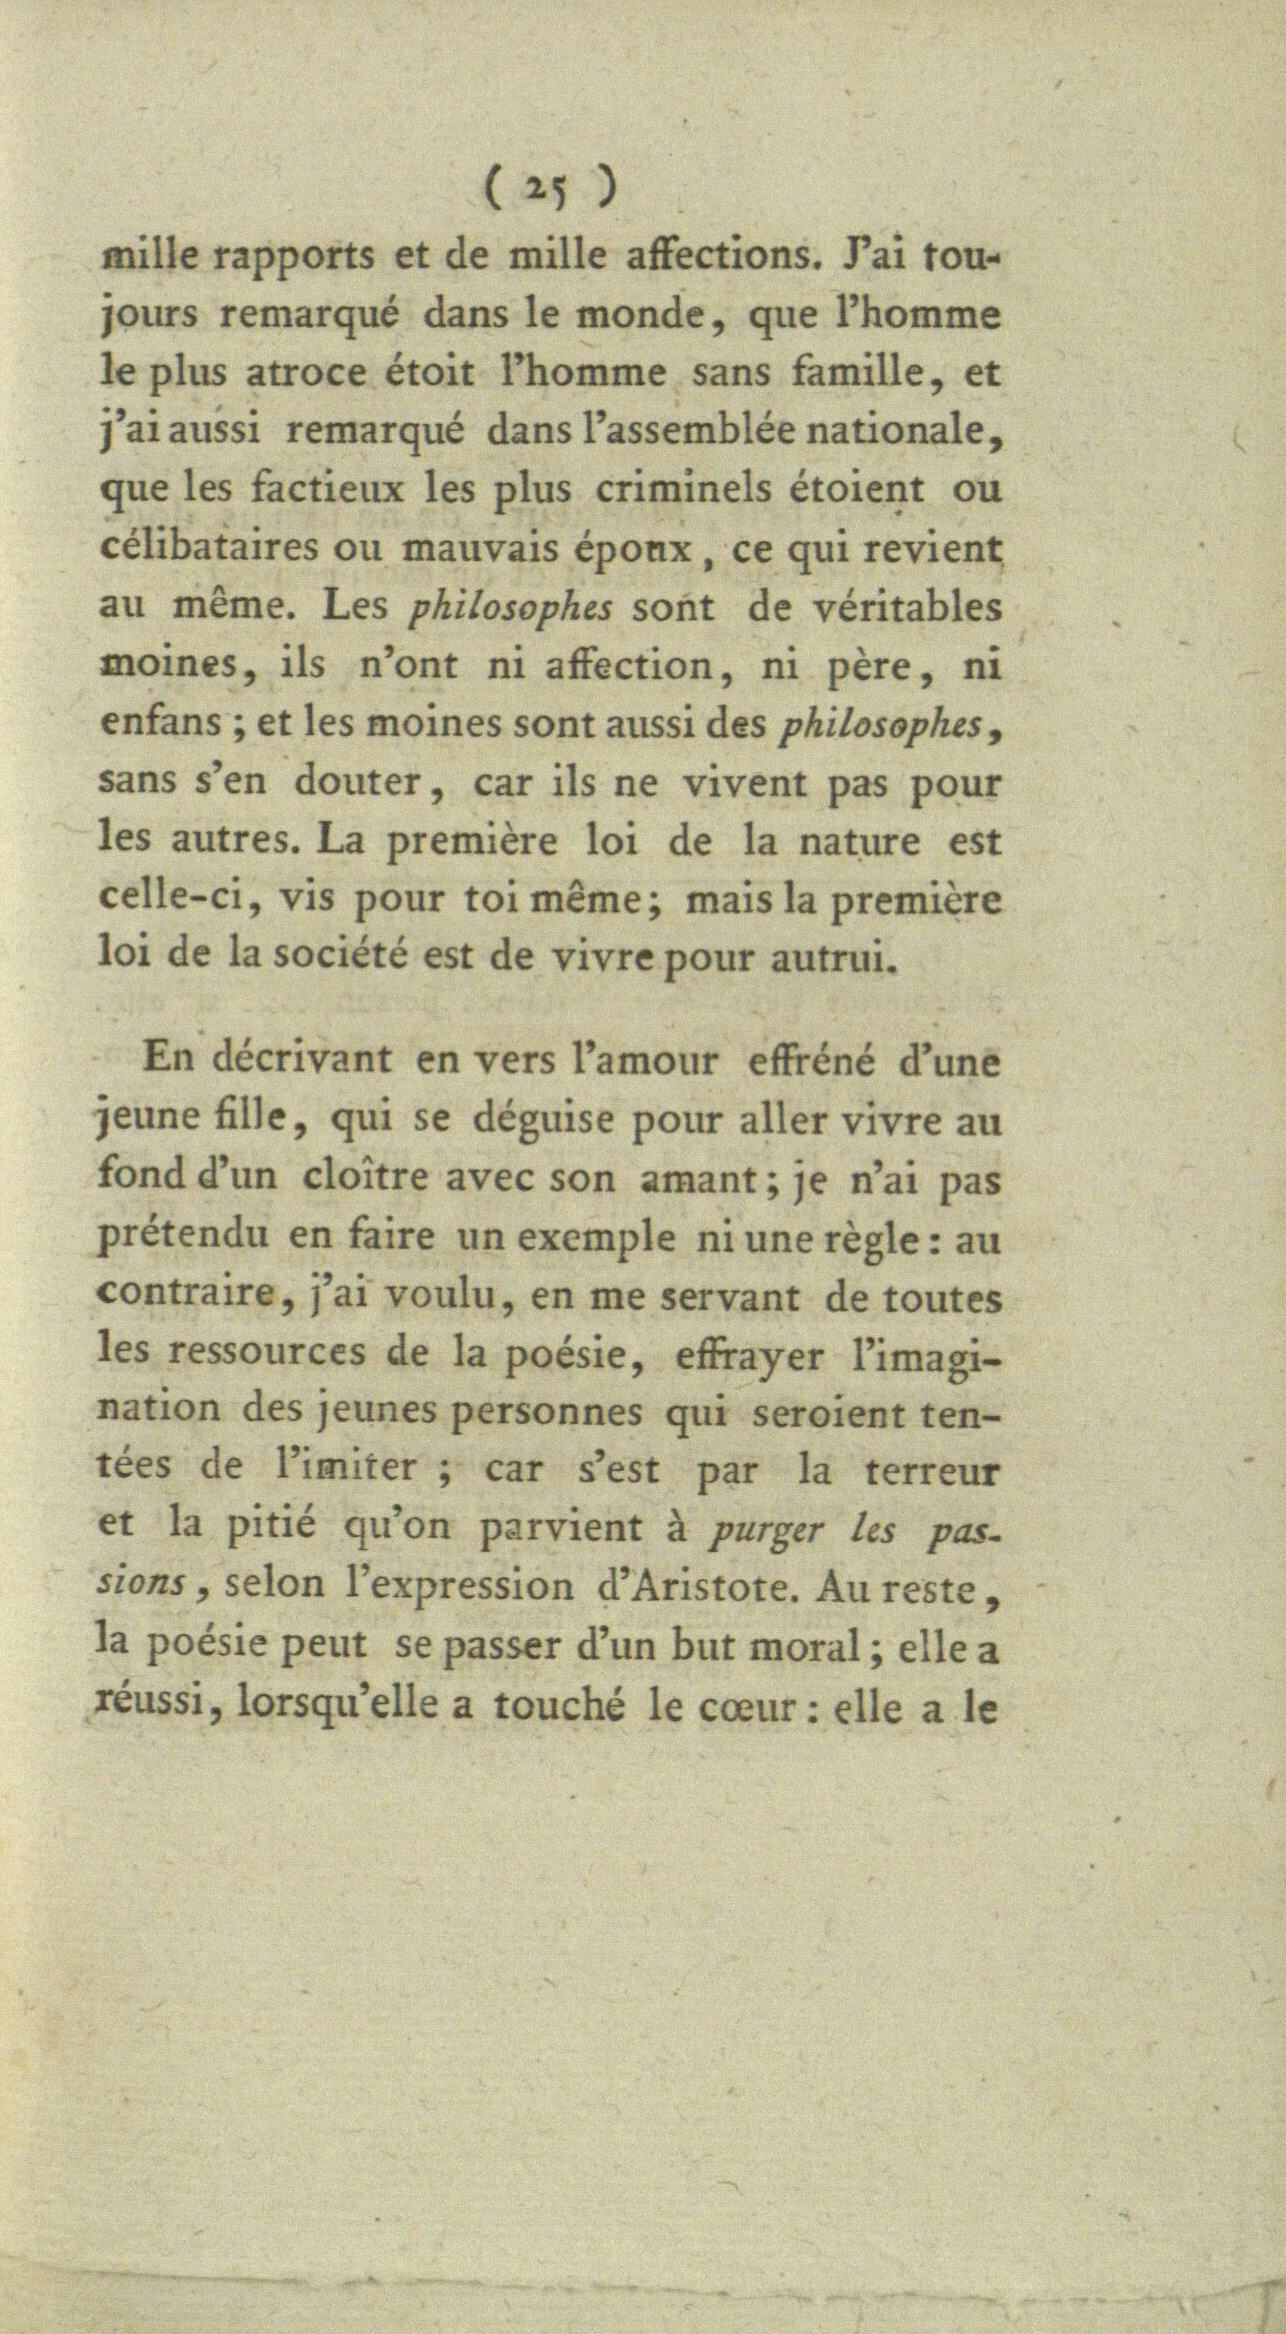 ( 25 )
mille rapports et de mille affections. J'ai tou-
jours remarqué dans le monde, que l'homme
le plus atroce étoit l'homme sans famille, et
j'ai aussi remarqué dans l'assemblée nationale,
que les factieux les plus criminels étoient ou
célibataires ou mauvais éponx, ce qui revient
au même. Les philosophes sont de véritables
moines, ils n'ont ni affection, ni père, ni
enfans ; et les moines sont aussi des philosophes,
sans s'en douter, car ils ne vivent pas pour
les autres. La première loi de la nature est
celle-ci, vis pour toi même; mais la première
loi de la société est de vivre pour autrui.
En décrivant en vers l'amour effréné d'une
jeune fille, qui se déguise pour aller vivre au
fond d'un cloître avec son amant; je n'ai pas
prétendu en faire un exemple ni une règle : au
contraire, j'ai voulu, en me servant de toutes
les ressources de la poésie, effrayer l'imagi-
nation des jeunes personnes qui seroient ten-
tées de l'imiter ; car s'est par la terreur
et la pitié qu'on parvient à purger les pas-
sions, selon l'expression d'Aristote. Au reste,
la poésie peut se passer d'un but moral ; elle a
réussi, lorsqu'elle a touché le cœur : elle a le